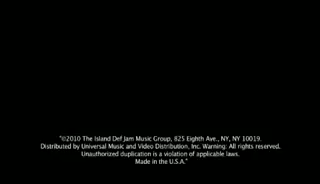 "©2010 The Island Def Jam Music Group, 825 Eighth Ave., NY, NY 10019.
Distributed by Universal Music and Video Distribution, Inc. Warning: All rights reserved.
Unauthorized duplication is a violation of applicable laws.
Made in the U.S.A."